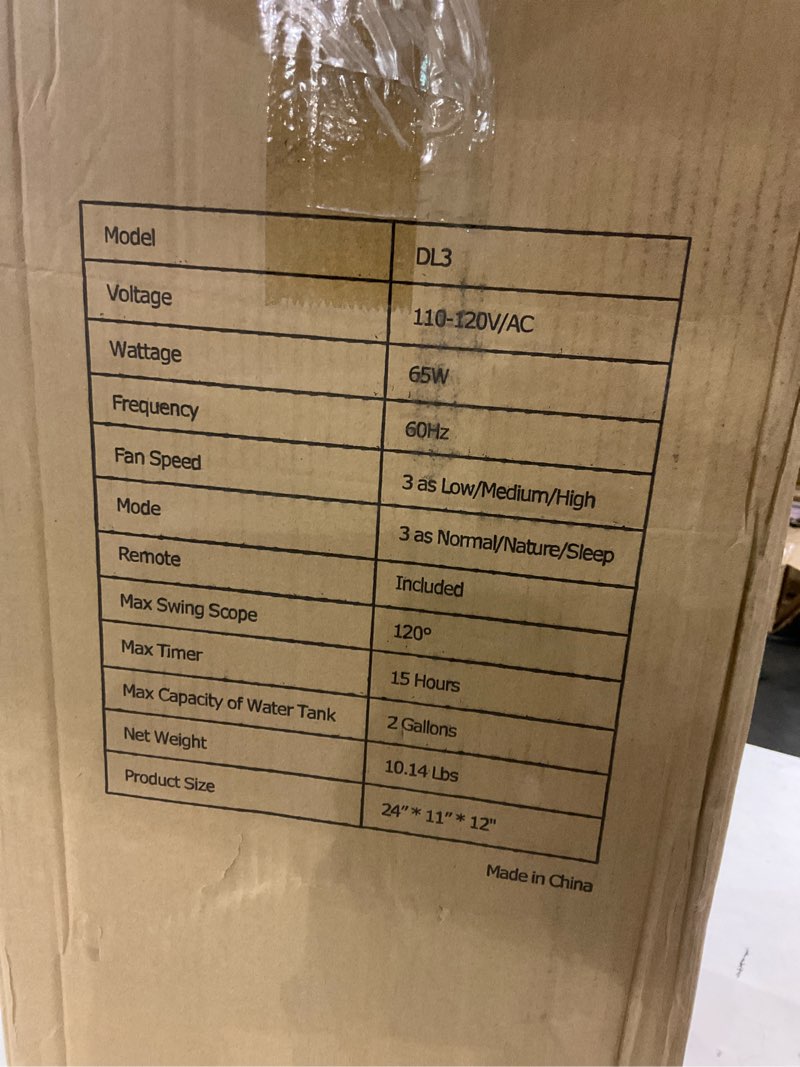 Model DL3
Voltage 110-120V/AC
Wattage 65W
Frequency 60Hz
Fan Speed 3 as Low/Medium/High
Mode 3 as Normal/Nature/Sleep
Remote Included
Max Swing Scope 120°
Max Timer 15 Hours
Max Capacity of Water Tank 2 Gallons
Net Weight 10.14 Lbs
Product Size 24" * 11" * 12"
Made in China